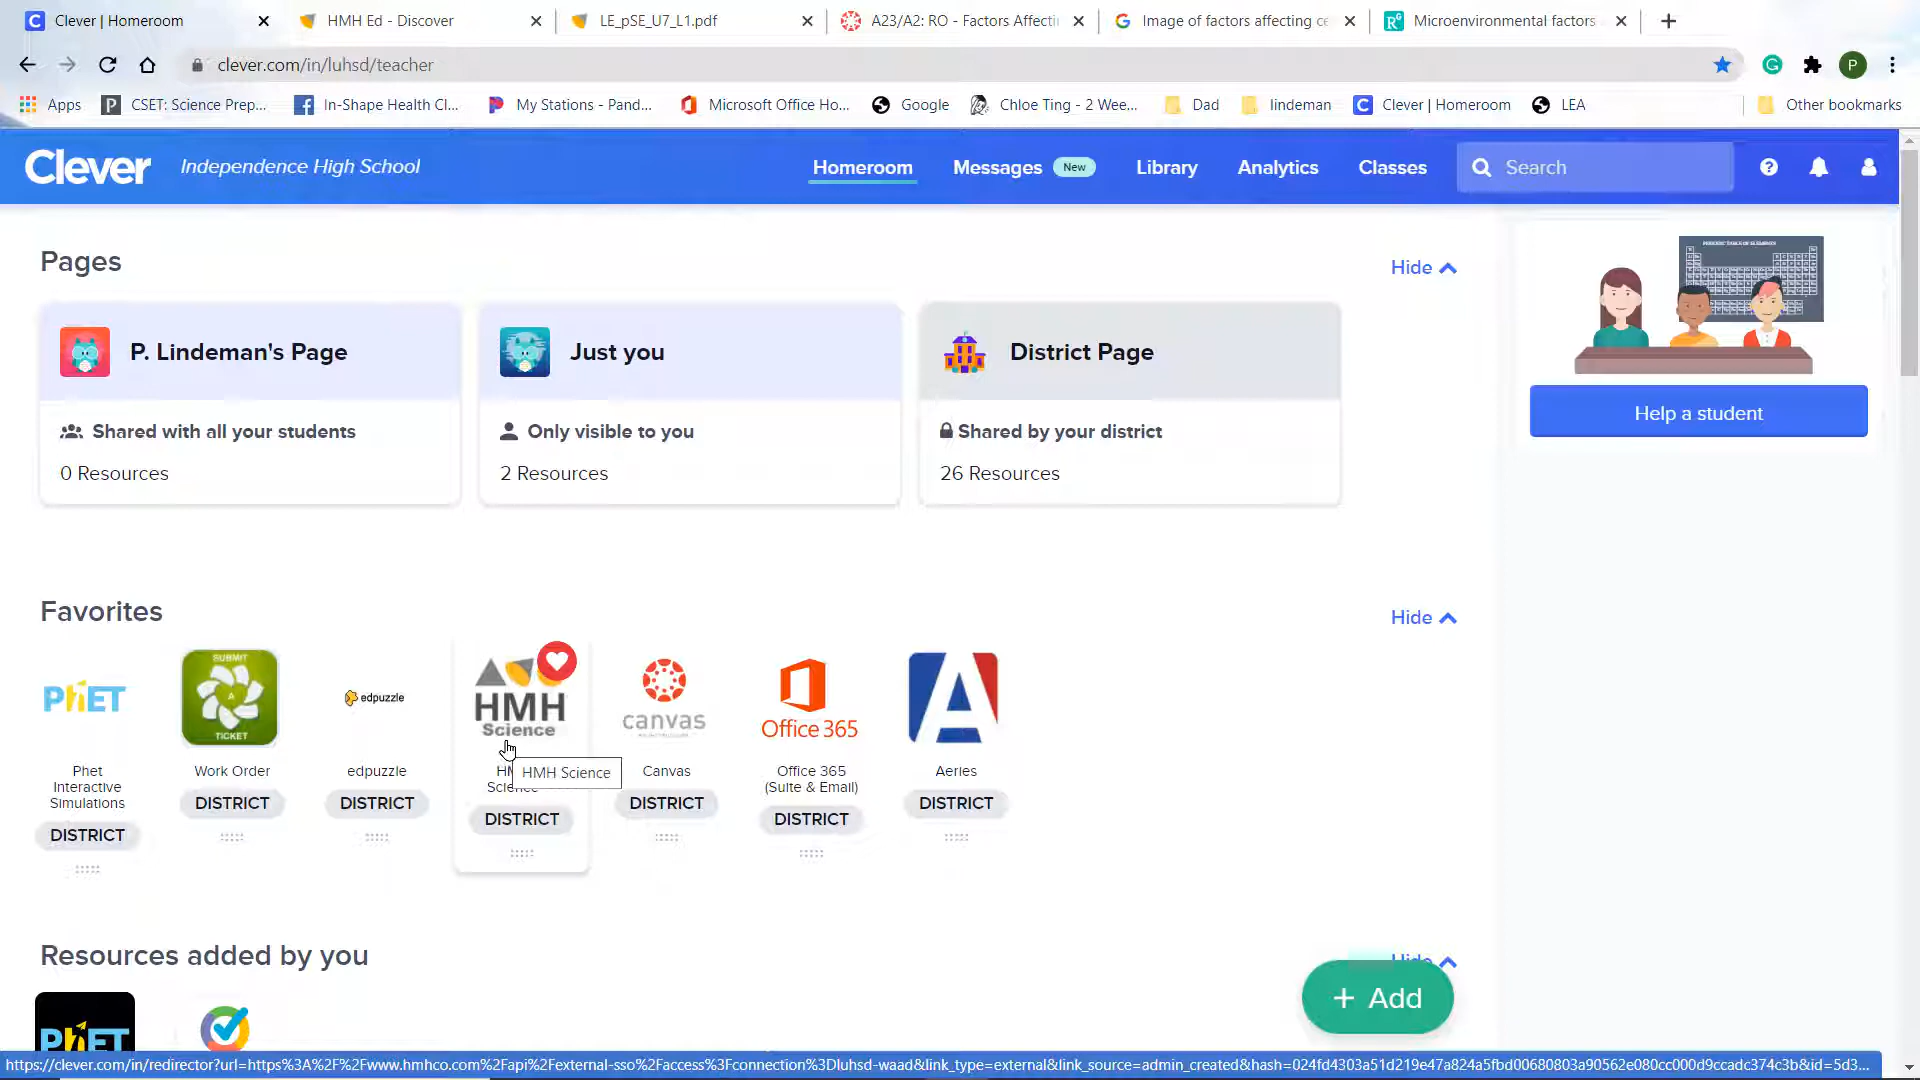 Clever | Homeroom
HMH Ed - Discover
LE_pSE_U7_L1.pdf
A23/A2: RO - Factors Affecti
Image of factors affecting ce
Microenvironmental factors
clever.com/in/luhsd/teacher
P
Apps
CSET: Science Prep...
In-Shape Health Cl...
My Stations - Pand...
Microsoft Office Ho...
Google
Chloe Ting - 2 Wee...
Dad
lindeman
Clever | Homeroom
LEA
Other bookmarks
Clever
Independence High School
Homeroom
Messages
New
Library
Analytics
Classes
Search
Pages
Hide
P. Lindeman's Page
Just you
District Page
Shared with all your students
Only visible to you
Shared by your district
0 Resources
2 Resources
26 Resources
PERIODIC TABLE OF ELEMENTS
Help a student
Favorites
Hide
PhET
SUBMIT
A
TICKET
edpuzzle
HMH
Science
canvas
Office 365
Phet
Interactive
Simulations
DISTRICT
Work Order
DISTRICT
edpuzzle
DISTRICT
HMH Science
DISTRICT
Canvas
DISTRICT
Office 365
(Suite & Email)
DISTRICT
Aeries
DISTRICT
Resources added by you
Hide
+ Add
PhET
https://clever.com/in/redirector?url=https%3A%2F%2Fwww.hmhco.com%2Fapi%2Fexternal-sso%2Faccess%3Fconnection%3Dluhsd-waad&link_type=external&link_source=admin_created&hash=024fd4303a51d219e47a824a5fbd00680803a90562e080cc000d9ccadc374c3b&id=5d3...